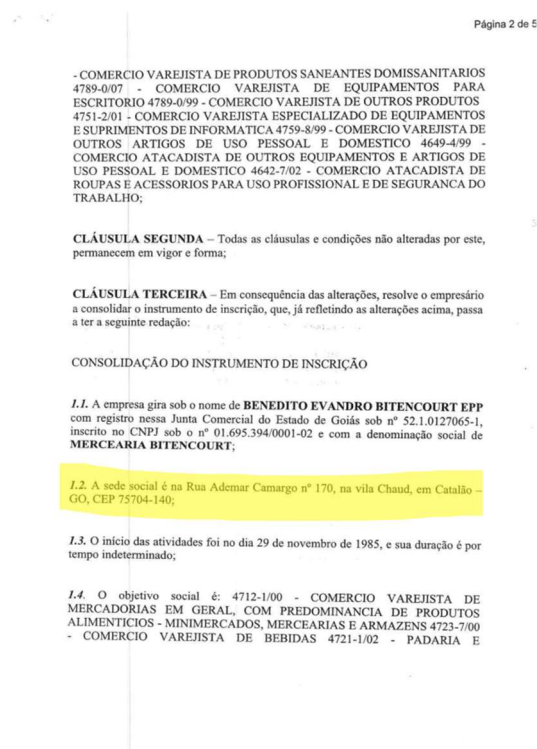 Página 2 de 5
- COMERCIO VAREJISTA DE PRODUTOS SANEANTES DOMISSANITARIOS
4789-0/07 - COMERCIO VAREJISTA DE EQUIPAMENTOS PARA
ESCRITORIO 4789-0/99 - COMERCIO VAREJISTA DE OUTROS PRODUTOS
4751-2/01 - COMERCIO VAREJISTA ESPECIALIZADO DE EQUIPAMENTOS
E SUPRIMENTOS DE INFORMATICA 4759-8/99 - COMERCIO VAREJISTA DE
OUTROS ARTIGOS DE USO PESSOAL E DOMESTICO 4649-4/99 -
COMERCIO ATACADISTA DE OUTROS EQUIPAMENTOS E ARTIGOS DE
USO PESSOAL E DOMESTICO 4642-7/02 - COMERCIO ATACADISTA DE
ROUPAS E ACESSORIOS PARA USO PROFISSIONAL E DE SEGURANCA DO
TRABALHO;
CLÁUSULA SEGUNDA – Todas as cláusulas e condições não alteradas por este,
permanecem em vigor e forma;
CLÁUSULA TERCEIRA – Em consequência das alterações, resolve o empresário
a consolidar o instrumento de inscrição, que, já refletindo as alterações acima, passa
a ter a seguinte redação:
CONSOLIDAÇÃO DO INSTRUMENTO DE INSCRIÇÃO
1.1. A empresa gira sob o nome de BENEDITO EVANDRO BITENCOURT EPP
com registro nessa Junta Comercial do Estado de Goiás sob nº 52.1.0127065-1,
inscrito no CNPJ sob o nº 01.695.394/0001-02 e com a denominação social de
MERCEARIA BITENCOURT;
1.2. A sede social é na Rua Ademar Camargo nº 170, na vila Chaud, em Catalão –
GO, CEP 75704-140;
1.3. O início das atividades foi no dia 29 de novembro de 1985, e sua duração é por
tempo indeterminado;
1.4. O objetivo social é: 4712-1/00 - COMERCIO VAREJISTA DE
MERCADORIAS EM GERAL, COM PREDOMINANCIA DE PRODUTOS
ALIMENTICIOS - MINIMERCADOS, MERCEARIAS E ARMAZENS 4723-7/00
- COMERCIO VAREJISTA DE BEBIDAS 4721-1/02 - PADARIA E